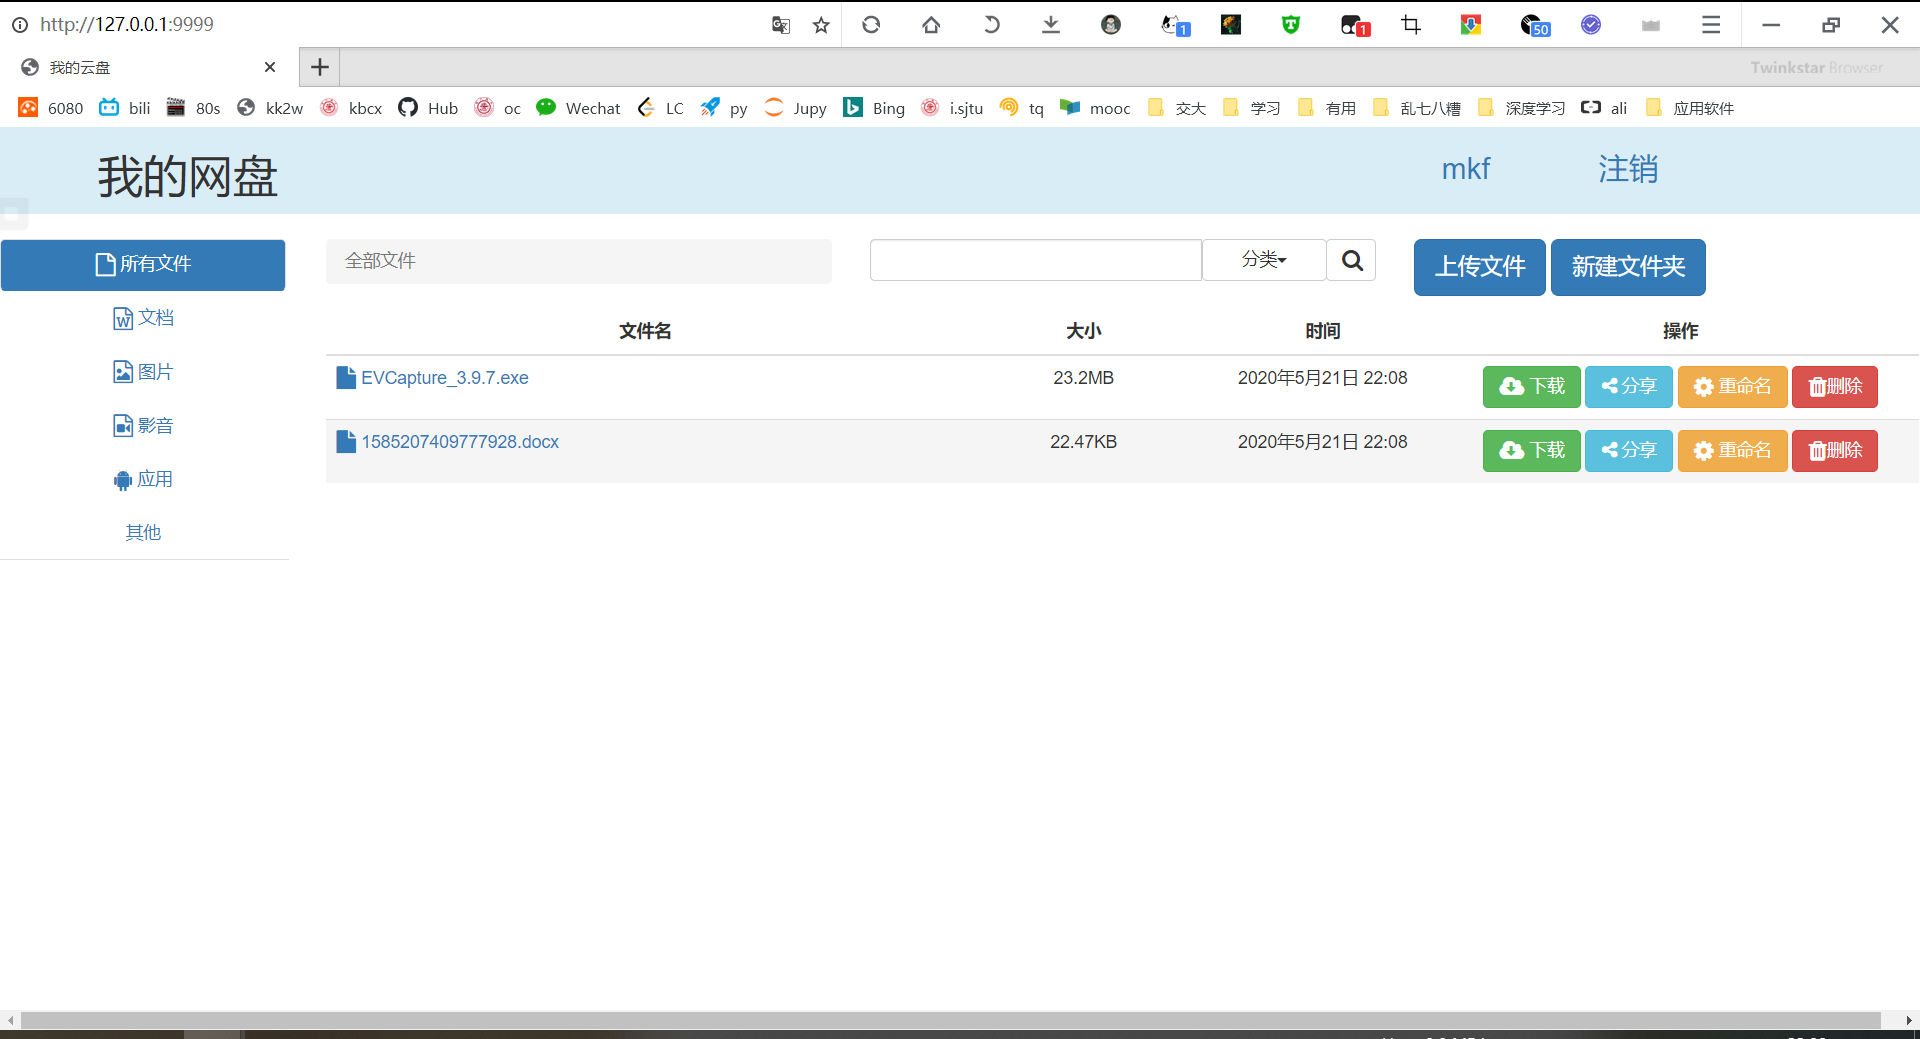 http://127.0.0.1:9999
1
1
50
我的云盘
Twinkstar Browser
6080 bili 80s kk2w kbcx Hub oc Wechat LC py Jupy Bing i.sjtu tq mooc 交大 学习 有用 乱七八糟 深度学习 ali 应用软件
我的网盘 mkf 注销
所有文件
文档
图片
影音
应用
其他
全部文件 分类 上传文件 新建文件夹
文件名 大小 时间 操作
EVCapture_3.9.7.exe 23.2MB 2020年5月21日 22:08 下载 分享 重命名 删除
1585207409777928.docx 22.47KB 2020年5月21日 22:08 下载 分享 重命名 删除